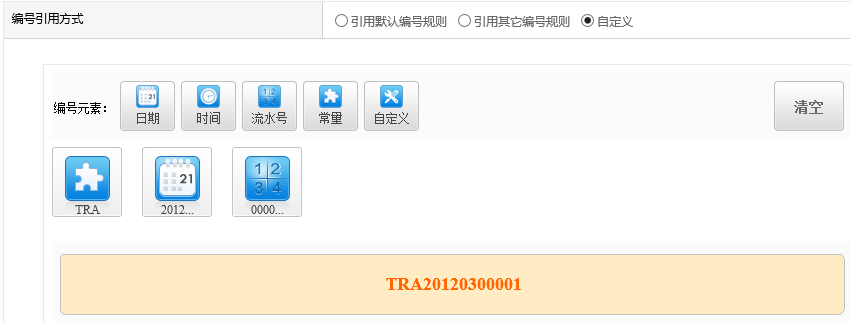 编号引用方式 引用默认编号规则 引用其它编号规则 自定义
编号元素： 日期 时间 流水号 常量 自定义 清空
TRA 2012... 0000...
TRA20120300001